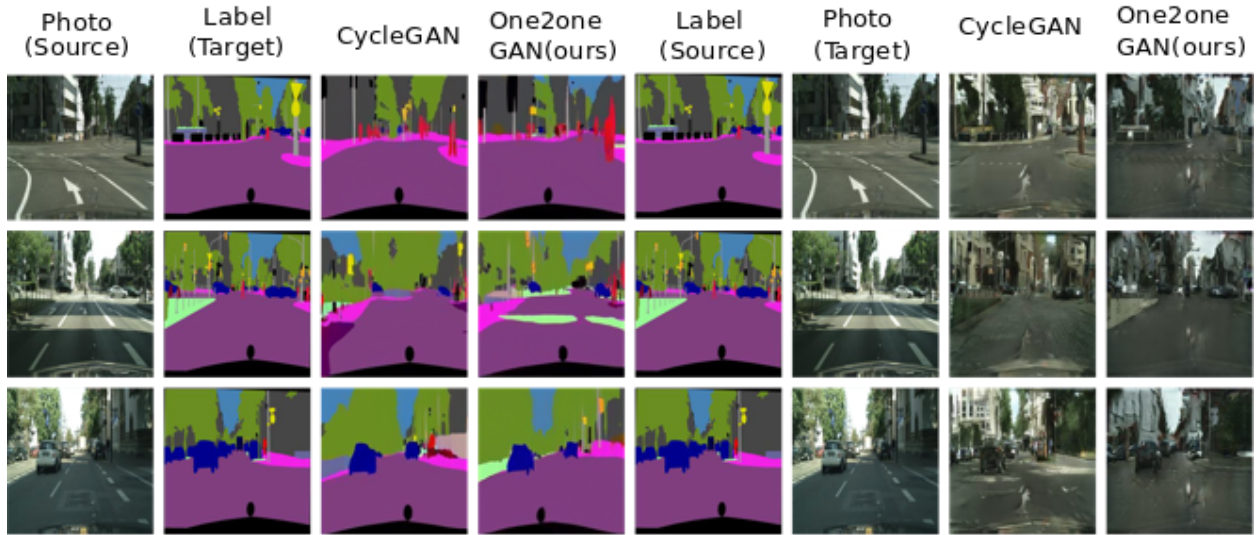 Photo
(Source)
Label
(Target)
CycleGAN
One2one
GAN(ours)
Label
(Source)
Photo
(Target)
CycleGAN
One2one
GAN(ours)